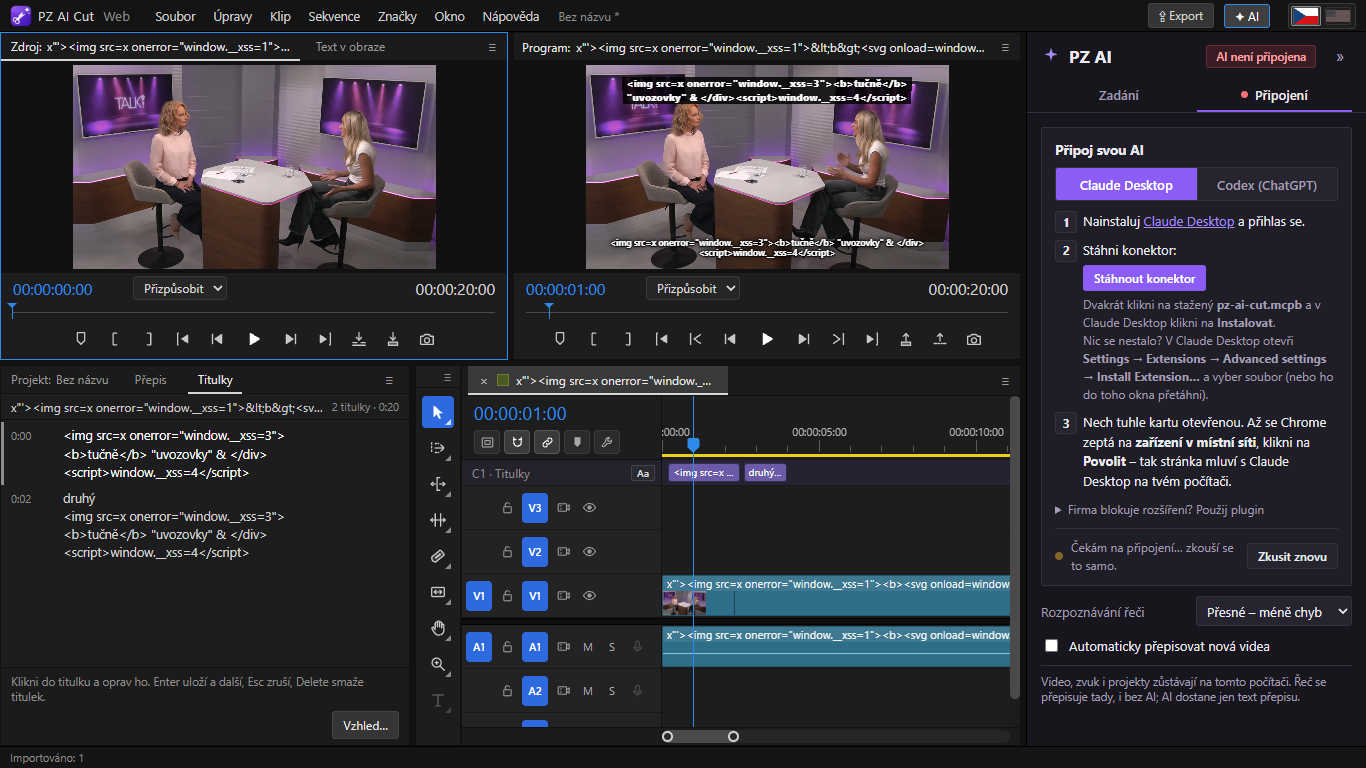 PZ AI Cut Web Soubor Úpravy Klip Sekvence Značky Okno Nápověda Bez názvu * Export AI
Zdroj: x"'><img src=x onerror="window.__xss=1">... Text v obraze
Program: x"'><img src=x onerror="window.__xss=1">&lt;b&gt;<svg onload=window...
TALK!
<img src=x onerror="window.__xss=3"><b>tučně</b>
"uvozovky" & </div><script>window.__xss=4</script>
<img src=x onerror="window.__xss=3"><b>tučně</b> "uvozovky" & </div>
<script>window.__xss=4</script>
00:00:00:00 Přizpůsobit 00:00:20:00
00:00:01:00 Přizpůsobit 00:00:20:00
Projekt: Bez názvu Přepis Titulky
x"'><img src=x onerror="window.__xss=1">&lt;b&gt;<sv... 2 titulky · 0:20
0:00 <img src=x onerror="window.__xss=3">
<b>tučně</b> "uvozovky" & </div>
<script>window.__xss=4</script>
0:02 druhý
<img src=x onerror="window.__xss=3">
<b>tučně</b> "uvozovky" & </div>
<script>window.__xss=4</script>
Klikni do titulku a oprav ho. Enter uloží a další, Esc zruší, Delete smaže
titulek.
Vzhled...
Importováno: 1
T
× x"'><img src=x onerror="window._...
00:00:01:00
:00:00 00:00:05:00 00:00:10:00
C1 · Titulky Aa <img src=x ... druhý...
V3
V2
V1 V1 x"'><img src=x onerror="window.__xss=1"><b><svg onload=window
A1 A1 M S x"'><img src=x onerror="window.__xss=1"><b><svg onload=window
A2 M S
PZ AI AI není připojena »
Zadání Připojení
Připoj svou AI
Claude Desktop Codex (ChatGPT)
1 Nainstaluj Claude Desktop a přihlas se.
2 Stáhni konektor:
Stáhnout konektor
Dvakrát klikni na stažený pz-ai-cut.mcpb a v
Claude Desktop klikni na Instalovat.
Nic se nestalo? V Claude Desktop otevři
Settings → Extensions → Advanced settings
→ Install Extension... a vyber soubor (nebo ho
do toho okna přetáhni).
3 Nech tuhle kartu otevřenou. Až se Chrome
zeptá na zařízení v místní síti, klikni na
Povolit – tak stránka mluví s Claude
Desktop na tvém počítači.
Firma blokuje rozšíření? Použij plugin
Čekám na připojení... zkouší se
to samo.
Zkusit znovu
Rozpoznávání řeči Přesné – méně chyb
Automaticky přepisovat nová videa
Video, zvuk i projekty zůstávají na tomto počítači. Řeč se
přepisuje tady, i bez AI; AI dostane jen text přepisu.